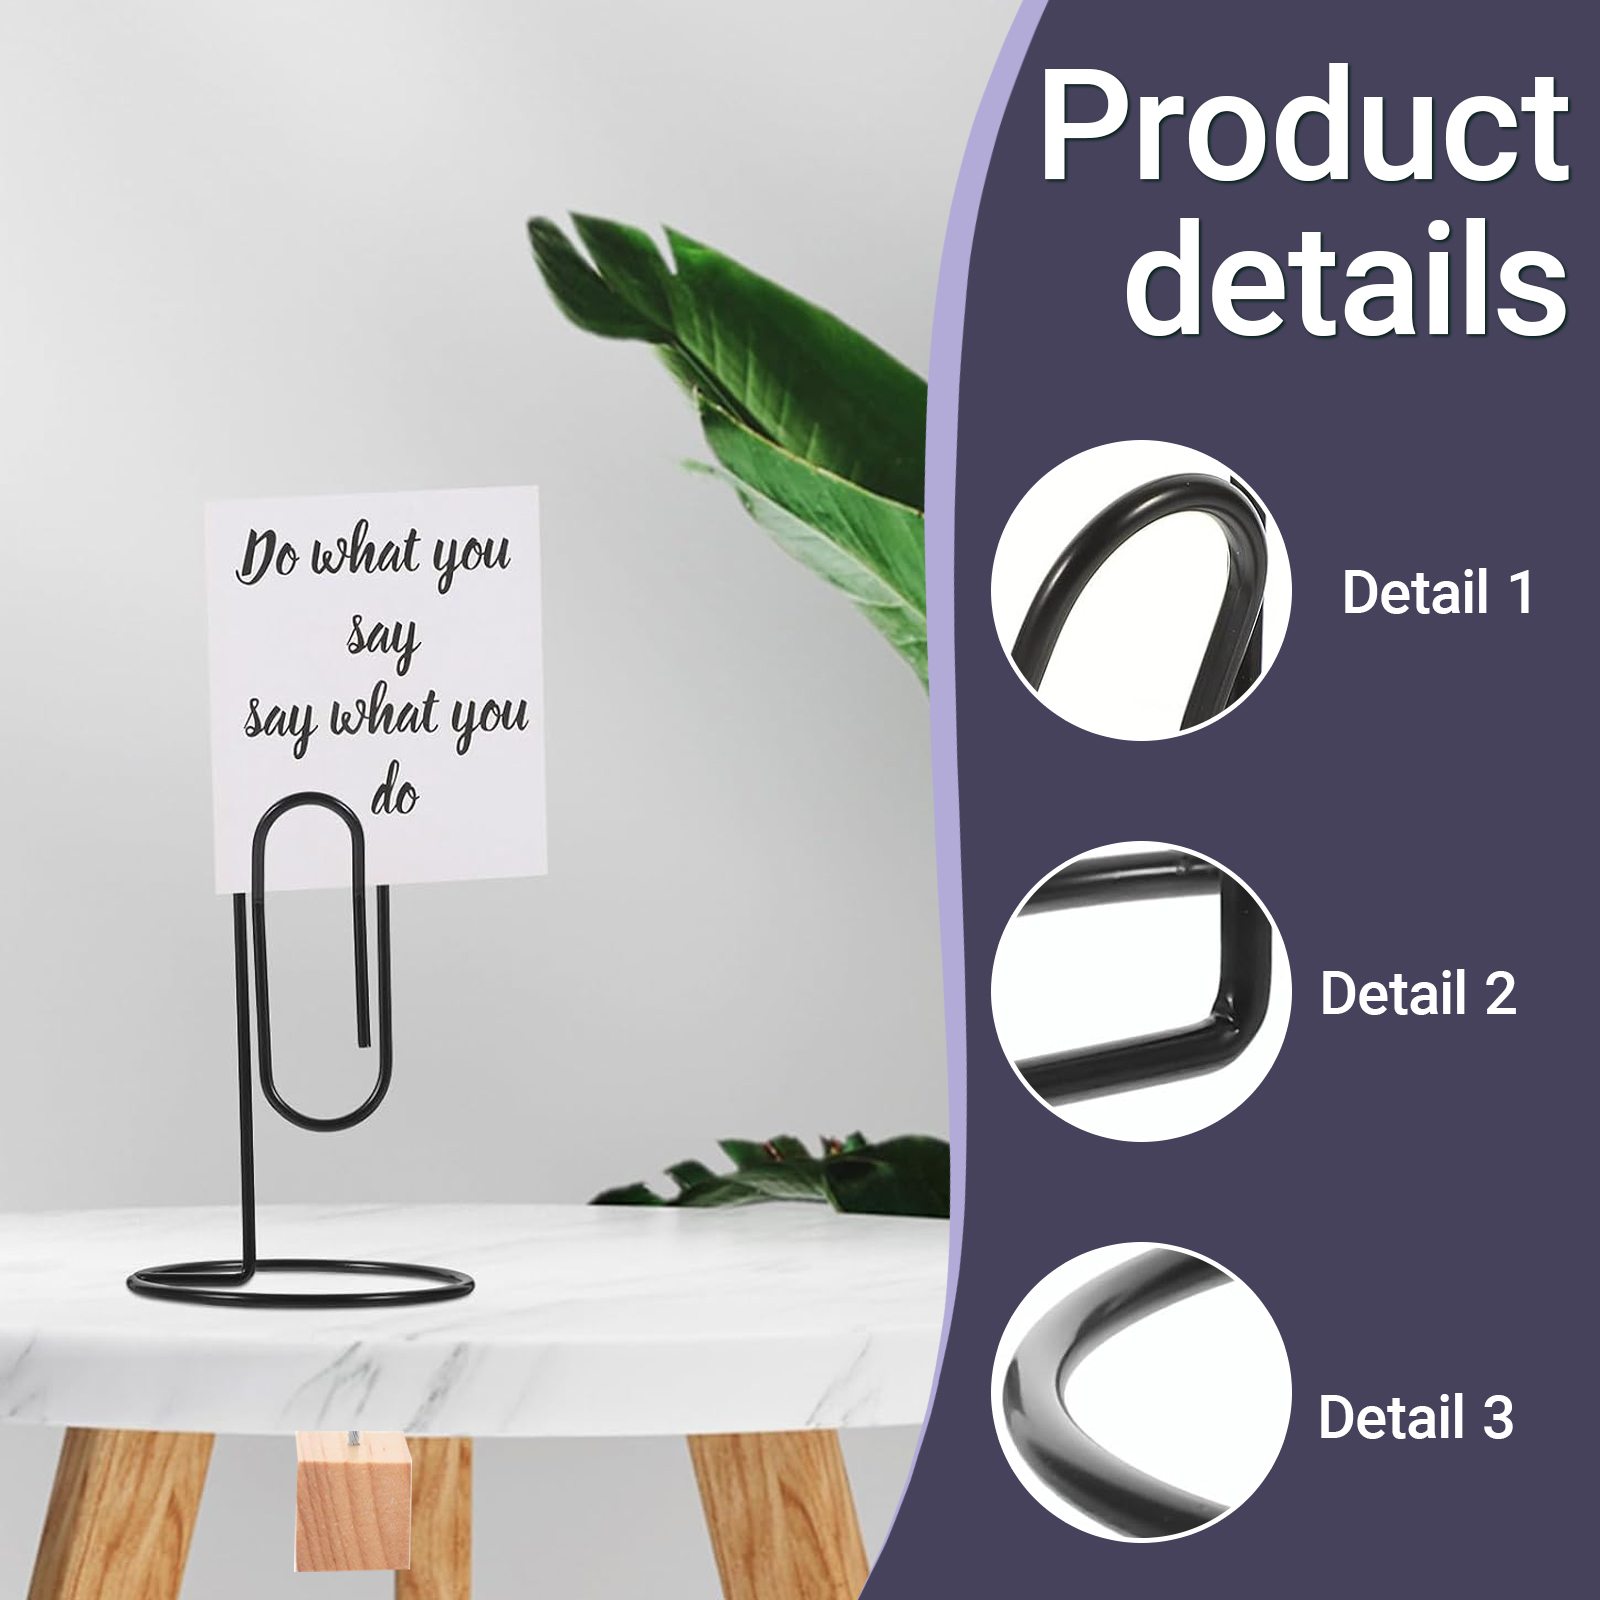 Product
details
Do what you
say
say what you
do
Detail 1
Detail 2
Detail 3